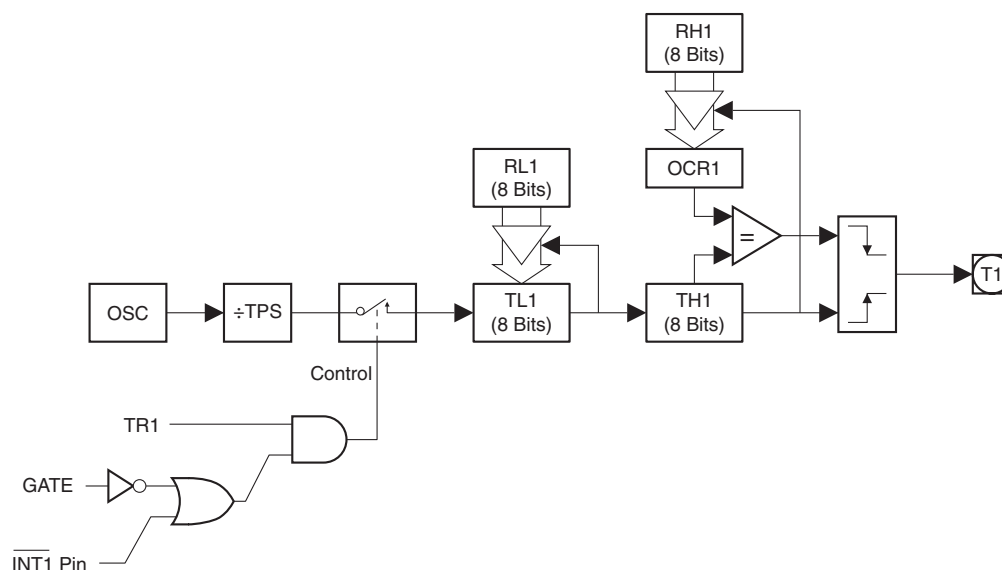 RH1
(8 Bits)
RL1
(8 Bits)
OCR1
=
OSC
÷TPS
TL1
(8 Bits)
TH1
(8 Bits)
T1
Control
TR1
GATE
INT1 Pin